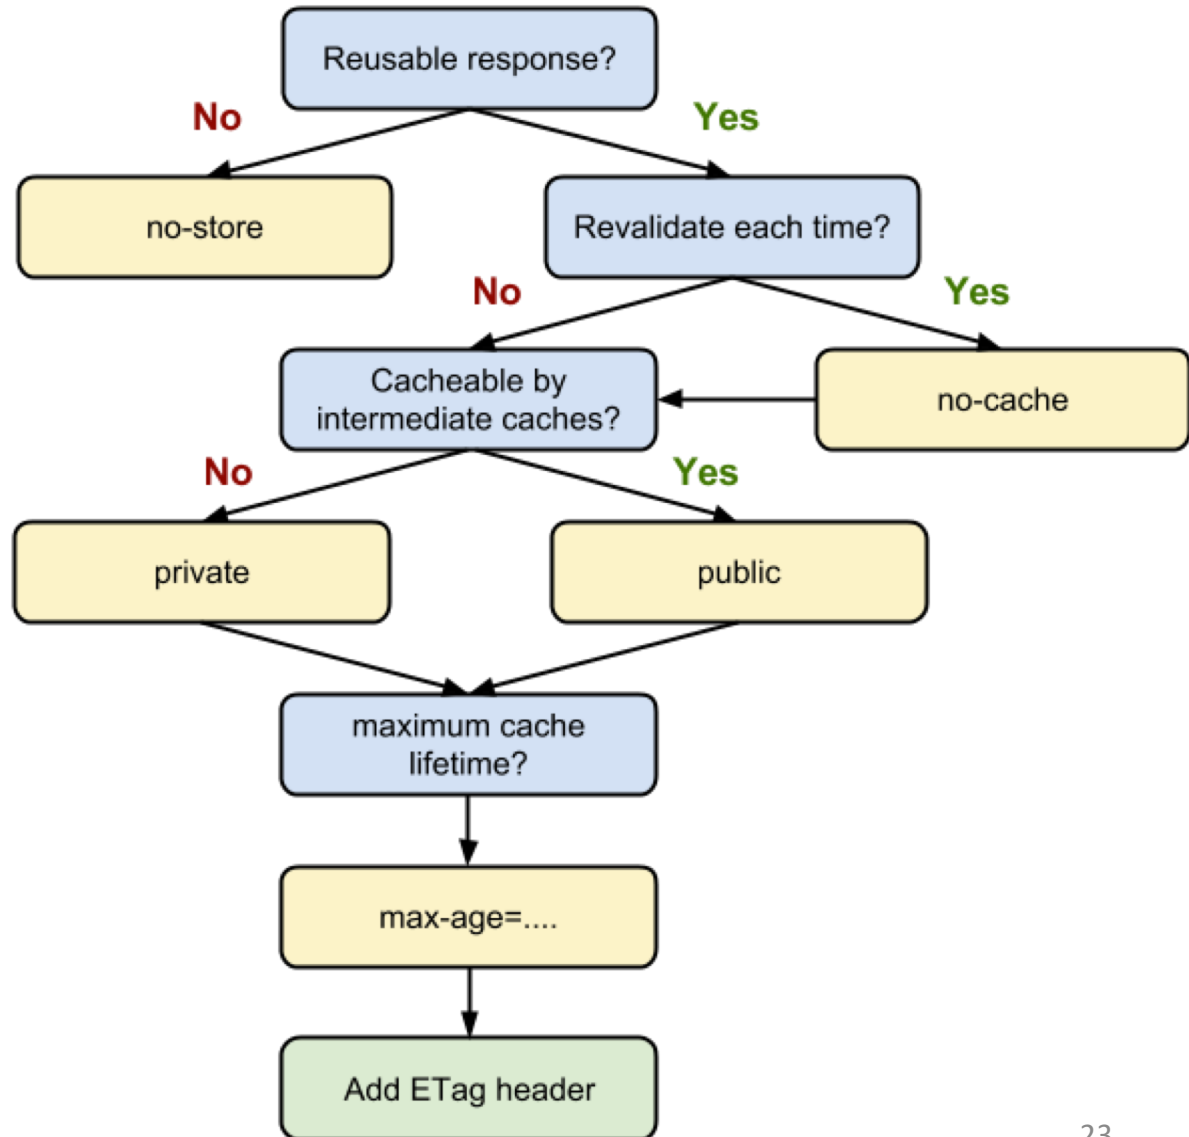 Reusable response?
No
Yes
no-store
Revalidate each time?
No
Yes
Cacheable by
intermediate caches?
no-cache
No
Yes
private
public
maximum cache
lifetime?
max-age=....
Add ETag header
23